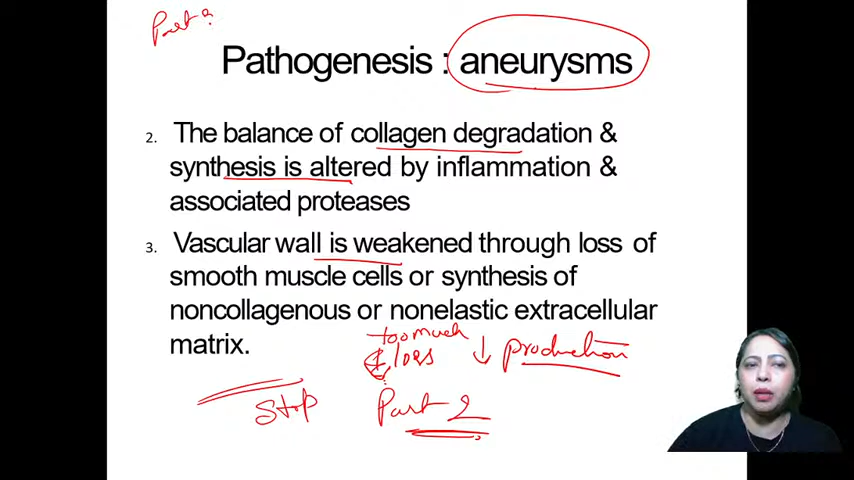 Part 2
Pathogenesis : aneurysms
2. The balance of collagen degradation &
synthesis is altered by inflammation &
associated proteases
3. Vascular wall is weakened through loss of
smooth muscle cells or synthesis of
noncollagenous or nonelastic extracellular
matrix.
too much
loss ↓ production
Stop Part 2